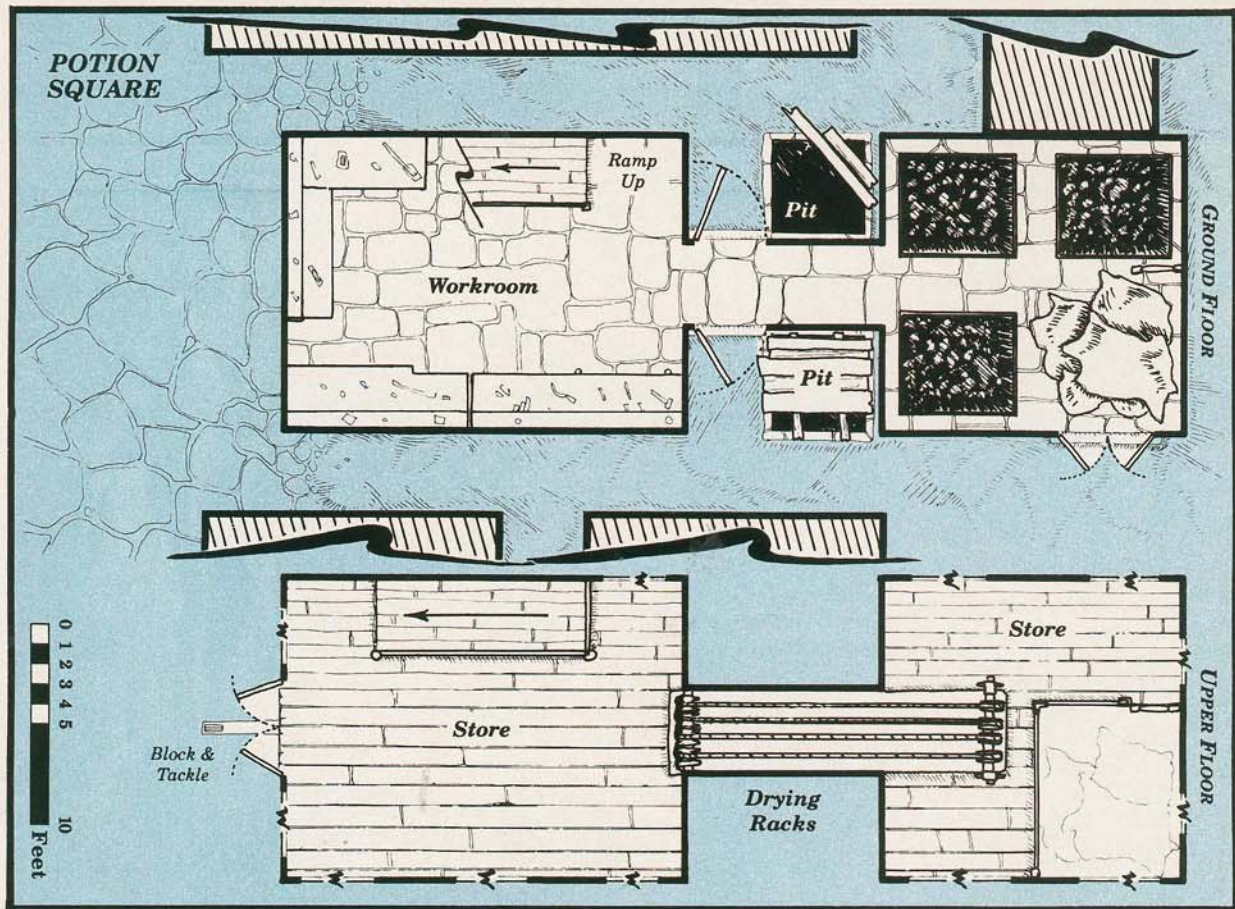 POTION
SQUARE
Ramp
Up
Pit
Workroom
Pit
GROUND FLOOR
Store
Store
Block &
Tackle
Drying
Racks
UPPER FLOOR
0 1 2 3 4 5 10
Feet